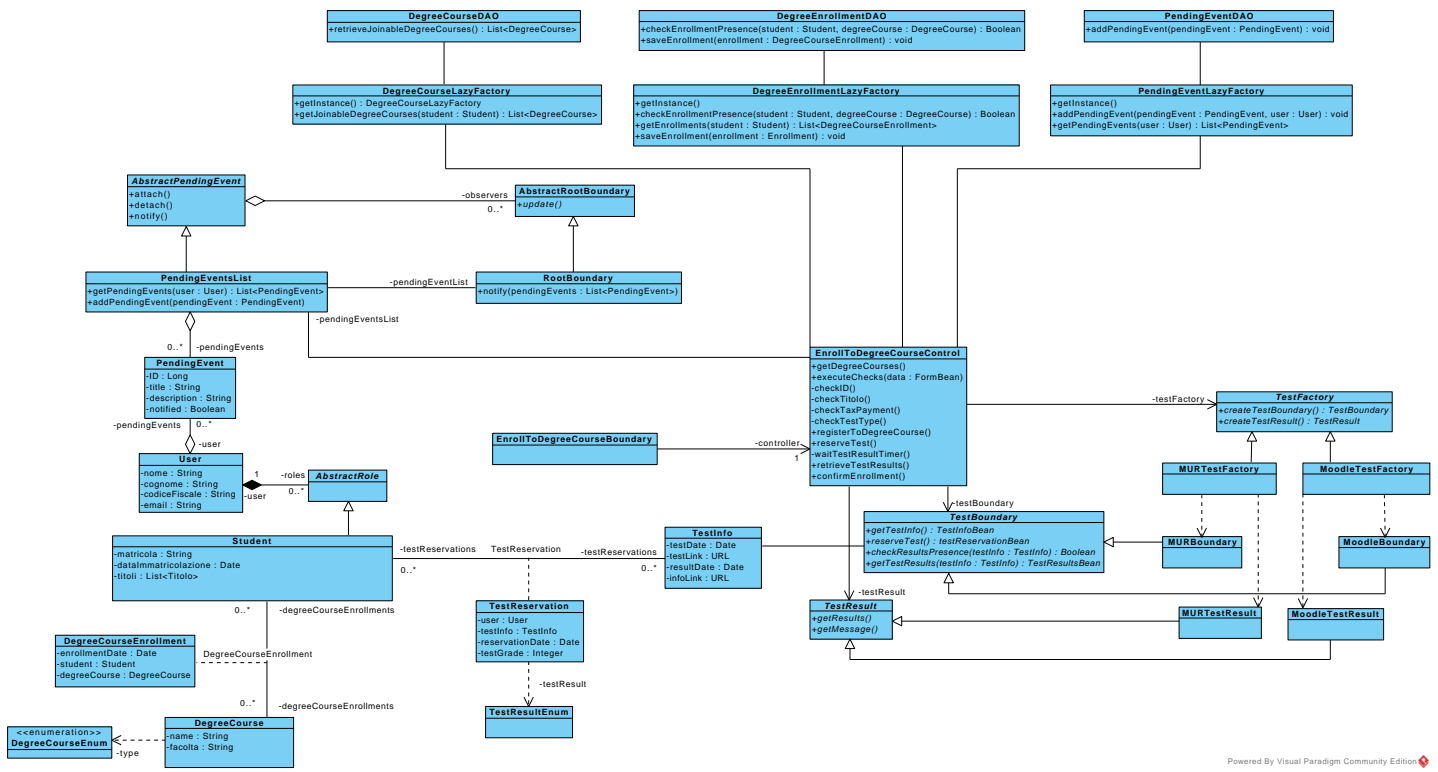 DegreeCourseDAO
+retrieveJoinableDegreeCourses() : List<DegreeCourse>
DegreeEnrollmentDAO
+checkEnrollmentPresence(student : Student, degreeCourse : DegreeCourse) : Boolean
+saveEnrollment(enrollment : DegreeCourseEnrollment) : void
PendingEventDAO
+addPendingEvent(pendingEvent : PendingEvent) : void
DegreeCourseLazyFactory
+getInstance() : DegreeCourseLazyFactory
+getJoinableDegreeCourses(student : Student) : List<DegreeCourse>
DegreeEnrollmentLazyFactory
+getInstance()
+checkEnrollmentPresence(student : Student, degreeCourse : DegreeCourse) : Boolean
+getEnrollments(student : Student) : List<DegreeCourseEnrollment>
+saveEnrollment(enrollment : Enrollment) : void
PendingEventLazyFactory
+getInstance()
+addPendingEvent(pendingEvent : PendingEvent, user : User) : void
+getPendingEvents(user : User) : List<PendingEvent>
AbstractPendingEvent
+attach()
+detach()
+notify()
-observers
0..*
AbstractRootBoundary
+update()
PendingEventsList
+getPendingEvents(user : User) : List<PendingEvent>
+addPendingEvent(pendingEvent : PendingEvent)
-pendingEventList
RootBoundary
+notify(pendingEvents : List<PendingEvent>)
-pendingEventsList
0..*
-pendingEvents
PendingEvent
-ID : Long
-title : String
-description : String
-notified : Boolean
-pendingEvents
0..*
-user
User
-nome : String
-cognome : String
-codiceFiscale : String
-email : String
1
-user
-roles
0..*
AbstractRole
EnrollToDegreeCourseControl
+getDegreeCourses()
+executeChecks(data : FormBean)
-checkID()
-checkTitolo()
-checkTaxPayment()
-checkTestType()
+registerToDegreeCourse()
+reserveTest()
-waitTestResultTimer()
+retrieveTestResults()
+confirmEnrollment()
EnrollToDegreeCourseBoundary
-controller
1
-testFactory
TestFactory
+createTestBoundary() : TestBoundary
+createTestResult() : TestResult
MURTestFactory
MoodleTestFactory
-testBoundary
TestBoundary
+getTestInfo() : TestInfoBean
+reserveTest() : testReservationBean
+checkResultsPresence(testInfo : TestInfo) : Boolean
+getTestResults(testInfo : TestInfo) : TestResultsBean
MURBoundary
MoodleBoundary
Student
-matricola : String
-dataImmatricolazione : Date
-titoli : List<Titolo>
-testReservations
0..*
TestReservation
-testReservations
0..*
TestInfo
-testDate : Date
-testLink : URL
-resultDate : Date
-infoLink : URL
-testResult
TestResult
+getResults()
+getMessage()
MURTestResult
MoodleTestResult
TestReservation
-user : User
-testInfo : TestInfo
-reservationDate : Date
-testGrade : Integer
-testResult
TestResultEnum
0..*
-degreeCourseEnrollments
DegreeCourseEnrollment
-enrollmentDate : Date
-student : Student
-degreeCourse : DegreeCourse
DegreeCourseEnrollment
0..*
-degreeCourseEnrollments
DegreeCourse
-name : String
-facolta : String
<<enumeration>>
DegreeCourseEnum
-type
Powered By Visual Paradigm Community Edition